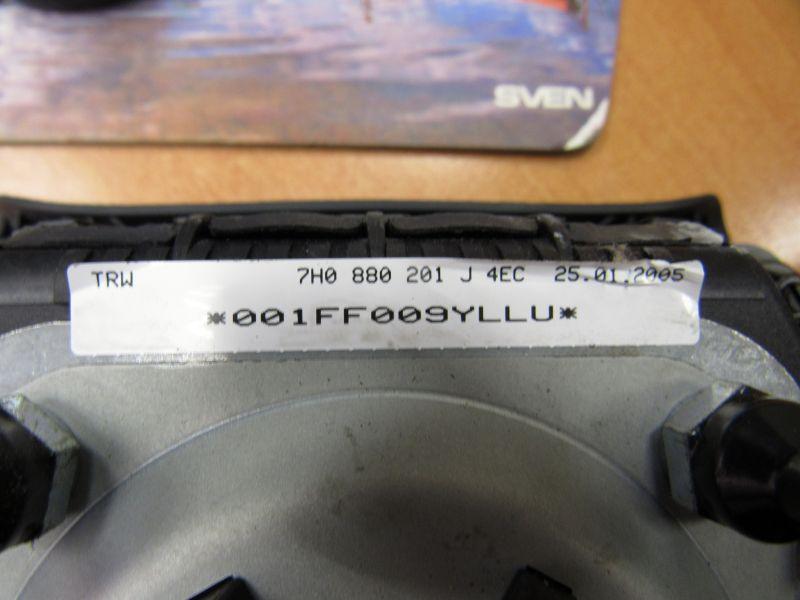 SVEN
TRW 7H0 880 201 J 4EC 25.01.2005
*001FF009YLLU*